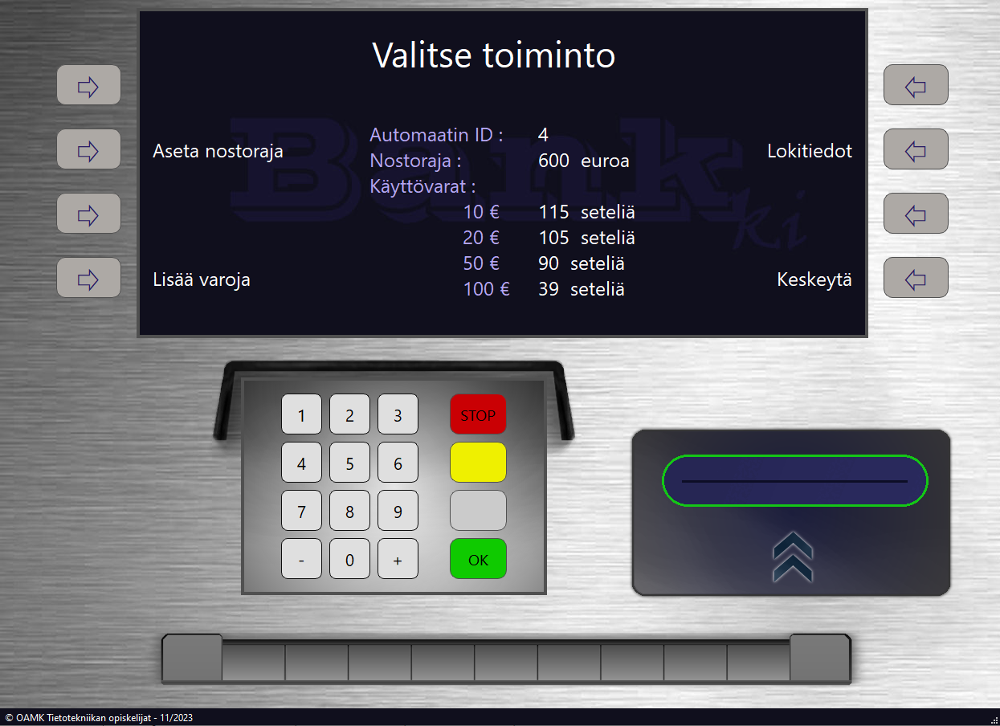 Valitse toiminto
Bank
ki
Automaatin ID : 4
Aseta nostoraja
Nostoraja : 600 euroa
Lokitiedot
Käyttövarat :
10 € 115 seteliä
20 € 105 seteliä
50 € 90 seteliä
100 € 39 seteliä
Lisää varoja
Keskeytä
1 2 3 STOP
4 5 6
7 8 9
- 0 + OK
© OAMK Tietotekniikan opiskelijat - 11/2023